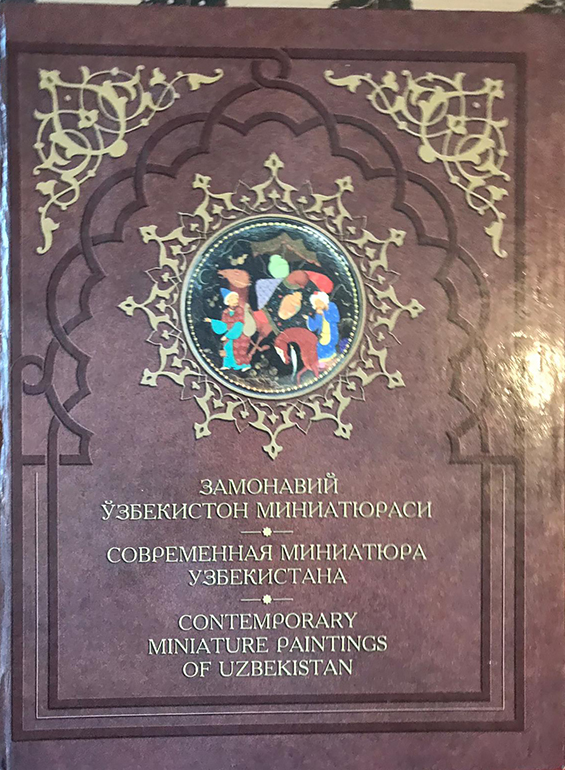 ЗАМОНАВИЙ
ЎЗБЕКИСТОН МИНИАТЮРАСИ
СОВРЕМЕННАЯ МИНИАТЮРА
УЗБЕКИСТАНА
CONTEMPORARY
MINIATURE PAINTINGS
OF UZBEKISTAN